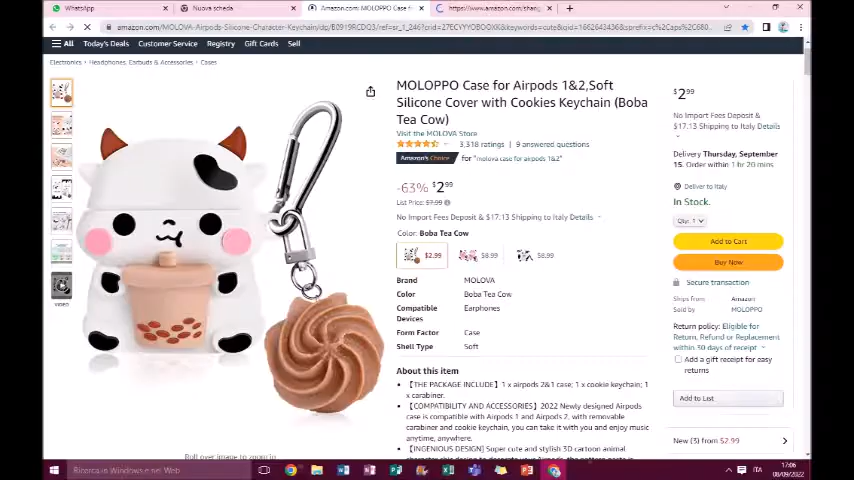 WhatsApp
Nuova scheda
Amazon.com: MOLOPPO Case fo
https://www.amazon.com/
All Today's Deals Customer Service Registry Gift Cards Sell
Electronics › Headphones, Earbuds & Accessories › Cases
MOLOPPO Case for Airpods 1&2,Soft
Silicone Cover with Cookies Keychain (Boba
Tea Cow)
Visit the MOLOVA Store
3,318 ratings | 9 answered questions
Amazon's Choice for "molova case for airpods 1&2"
-63% $2.99
List Price: $7.99
No Import Fees Deposit & $17.13 Shipping to Italy Details
Color: Boba Tea Cow
$2.99
Brand MOLOVA
Color Boba Tea Cow
Compatible Earphones
Devices
Form Factor Case
Shell Type Soft
About this item
• 【THE PACKAGE INCLUDE】1 x airpods 2&1 case; 1 x cookie keychain; 1
x carabiner.
• 【COMPATIBILITY AND ACCESSORIES】2022 Newly designed Airpods
case is compatible with Airpods 1 and Airpods 2, with removable
carabiner and cookie keychain, you can take it with you and enjoy music
anytime, anywhere.
• 【INGENIOUS DESIGN】Super cute and stylish 3D cartoon animal
VIDEO
Roll over image to zoom in
$2.99
No Import Fees Deposit &
$17.13 Shipping to Italy Details
Delivery Thursday, September
15. Order within 1 hr 20 mins
Deliver to Italy
In Stock.
Qty: 1
Add to Cart
Buy Now
Secure transaction
Ships from Amazon
Sold by MOLOPPO
Return policy: Eligible for
Return, Refund or Replacement
within 30 days of receipt
Add a gift receipt for easy
returns
Add to List
New (3) from $2.99
Ricerca in Windows e nel Web
ITA
17:06
08/09/2022